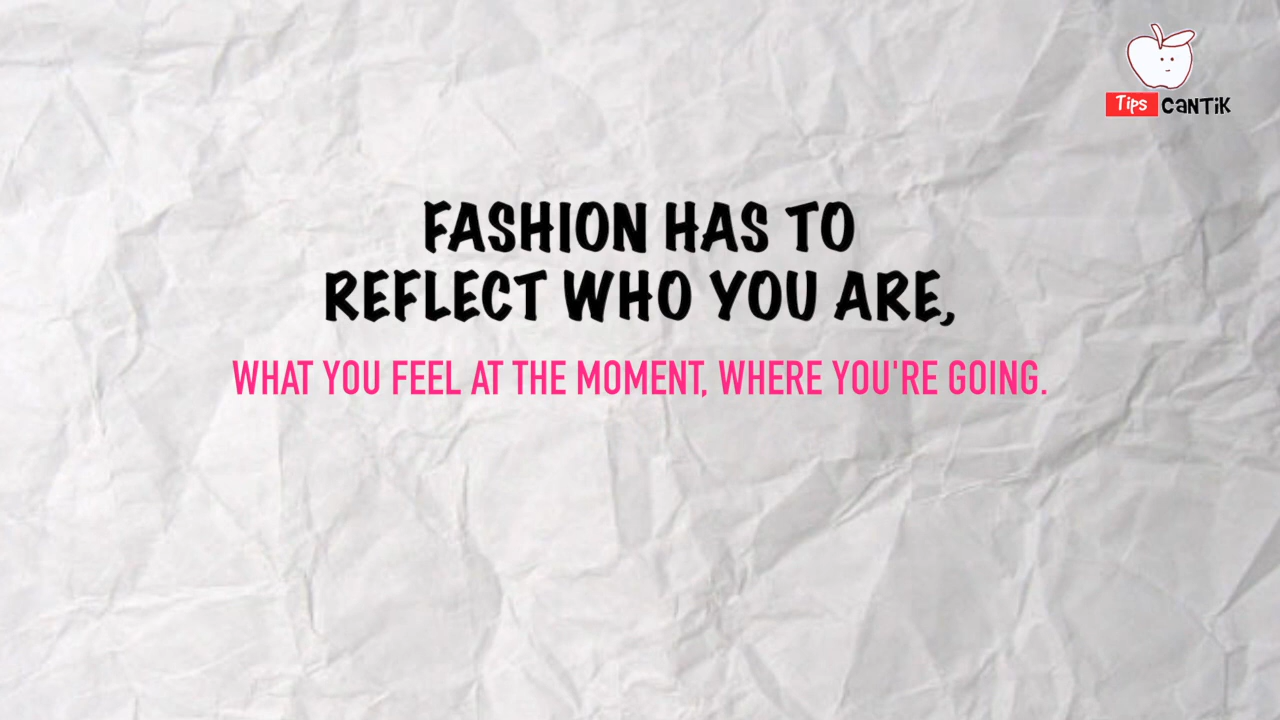 Tips CANTIK
FASHION HAS TO
REFLECT WHO YOU ARE,
WHAT YOU FEEL AT THE MOMENT, WHERE YOU'RE GOING.